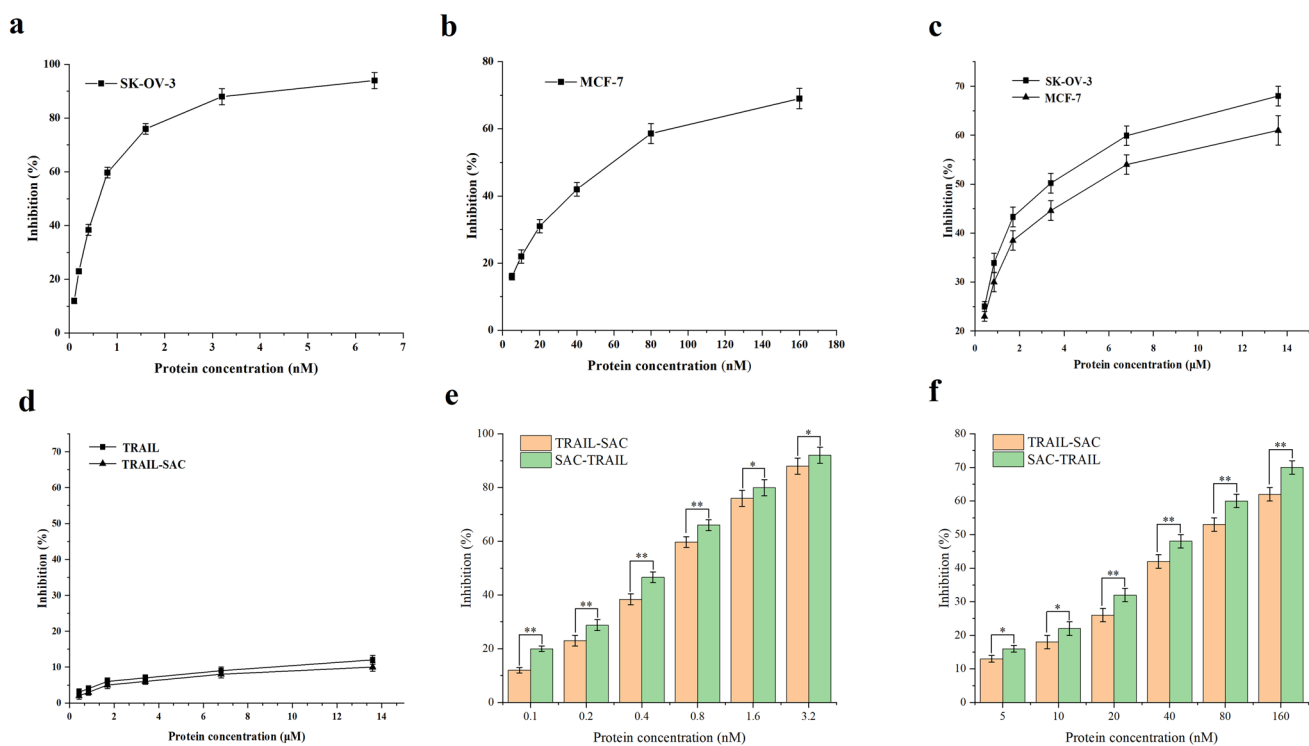 a
SK-OV-3
100
80
60
40
20
0
Inhibition (%)
0 1 2 3 4 5 6 7
Protein concentration (nM)
b
MCF-7
80
60
40
20
0
Inhibition (%)
0 20 40 60 80 100 120 140 160 180
Protein concentration (nM)
c
SK-OV-3
MCF-7
70
60
50
40
30
20
Inhibition (%)
0 2 4 6 8 10 12 14
Protein concentration (μM)
d
TRAIL
TRAIL-SAC
70
60
50
40
30
20
10
0
Inhibition (%)
0 2 4 6 8 10 12 14
Protein concentration (μM)
e
TRAIL-SAC
SAC-TRAIL
100
80
60
40
20
0
Inhibition (%)
** ** ** ** * *
0.1 0.2 0.4 0.8 1.6 3.2
Protein concentration (nM)
f
TRAIL-SAC
SAC-TRAIL
80
70
60
50
40
30
20
10
0
Inhibition (%)
* * ** ** ** **
5 10 20 40 80 160
Protein concentration (nM)